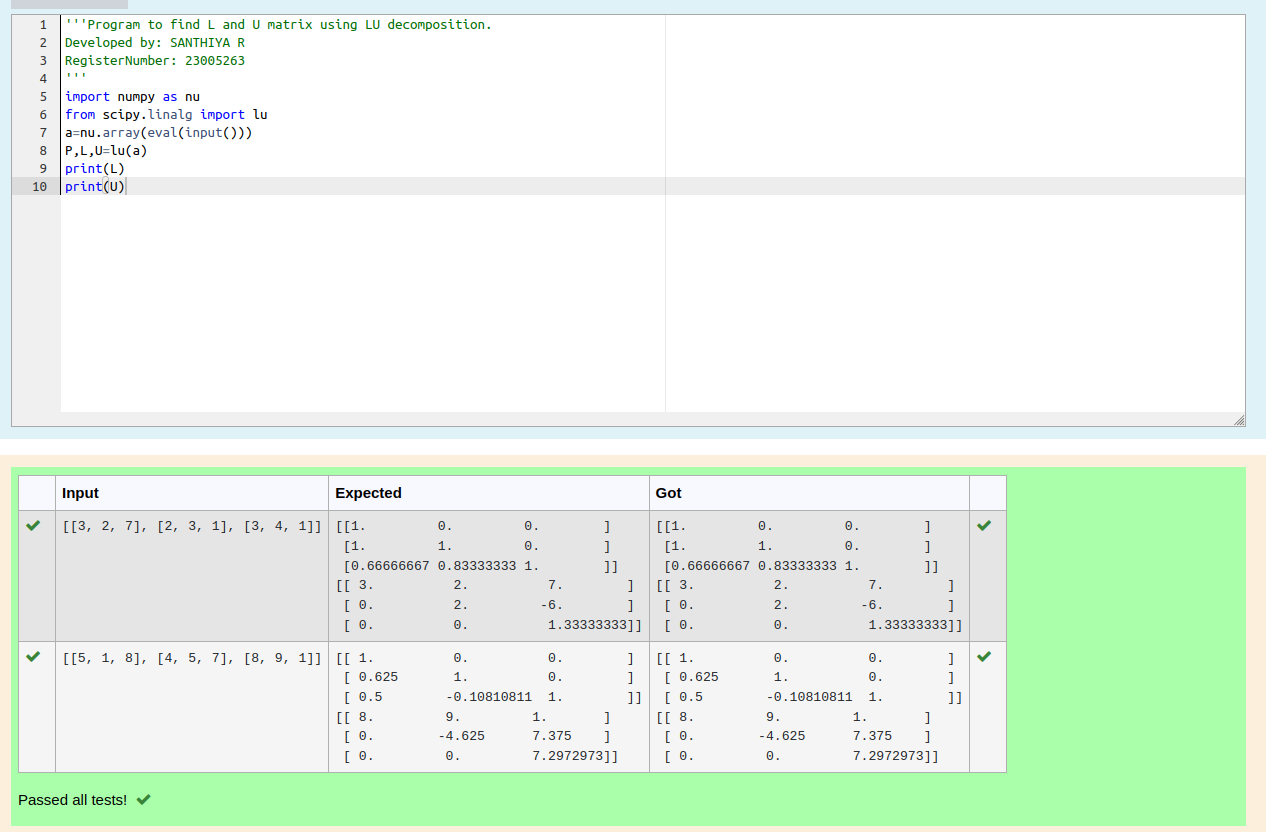 1 '''Program to find L and U matrix using LU decomposition.
2 Developed by: SANTHIYA R
3 RegisterNumber: 23005263
4 '''
5 import numpy as nu
6 from scipy.linalg import lu
7 a=nu.array(eval(input()))
8 P,L,U=lu(a)
9 print(L)
10 print(U)
Input Expected Got
[[3, 2, 7], [2, 3, 1], [3, 4, 1]] [[1. 0. 0. ] [[1. 0. 0. ]
[1. 1. 0. ] [1. 1. 0. ]
[0.66666667 0.83333333 1. ]] [0.66666667 0.83333333 1. ]]
[[ 3. 2. 7. ] [[ 3. 2. 7. ]
[ 0. 2. -6. ] [ 0. 2. -6. ]
[ 0. 0. 1.33333333]] [ 0. 0. 1.33333333]]
[[5, 1, 8], [4, 5, 7], [8, 9, 1]] [[ 1. 0. 0. ] [[ 1. 0. 0. ]
[ 0.625 1. 0. ] [ 0.625 1. 0. ]
[ 0.5 -0.10810811 1. ]] [ 0.5 -0.10810811 1. ]]
[[ 8. 9. 1. ] [[ 8. 9. 1. ]
[ 0. -4.625 7.375 ] [ 0. -4.625 7.375 ]
[ 0. 0. 7.2972973]] [ 0. 0. 7.2972973]]
Passed all tests!